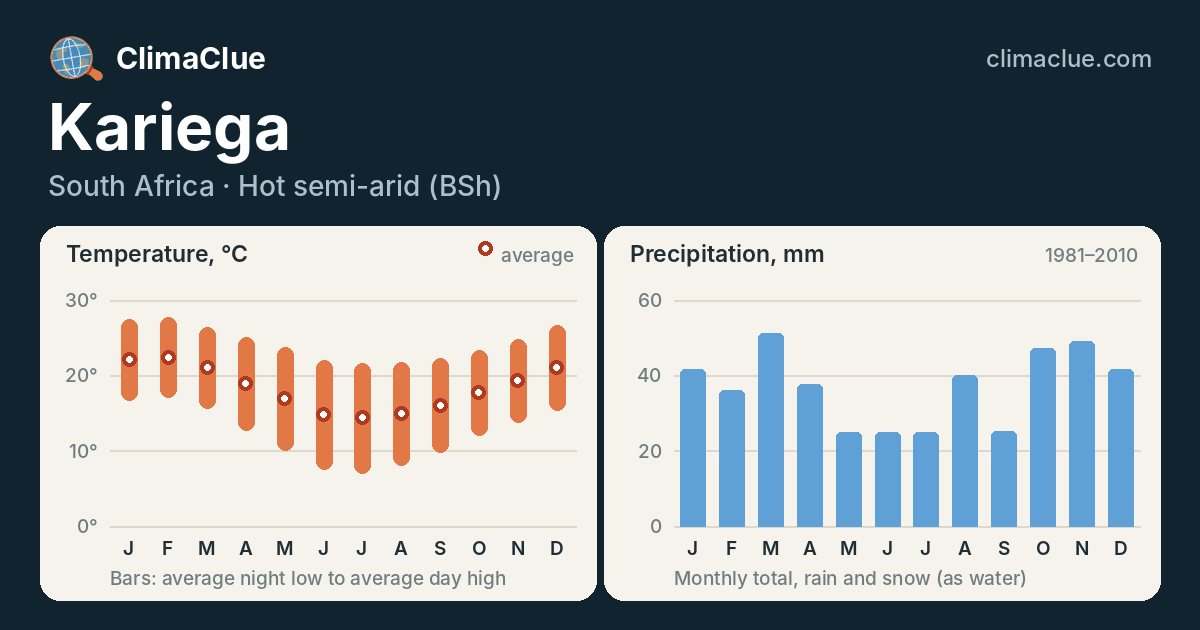 ClimaClue
climaclue.com
Kariega
South Africa · Hot semi-arid (BSh)
Temperature, °C
average
30°
20°
10°
0°
J F M A M J J A S O N D
Bars: average night low to average day high
Precipitation, mm
1981–2010
60
40
20
0
J F M A M J J A S O N D
Monthly total, rain and snow (as water)